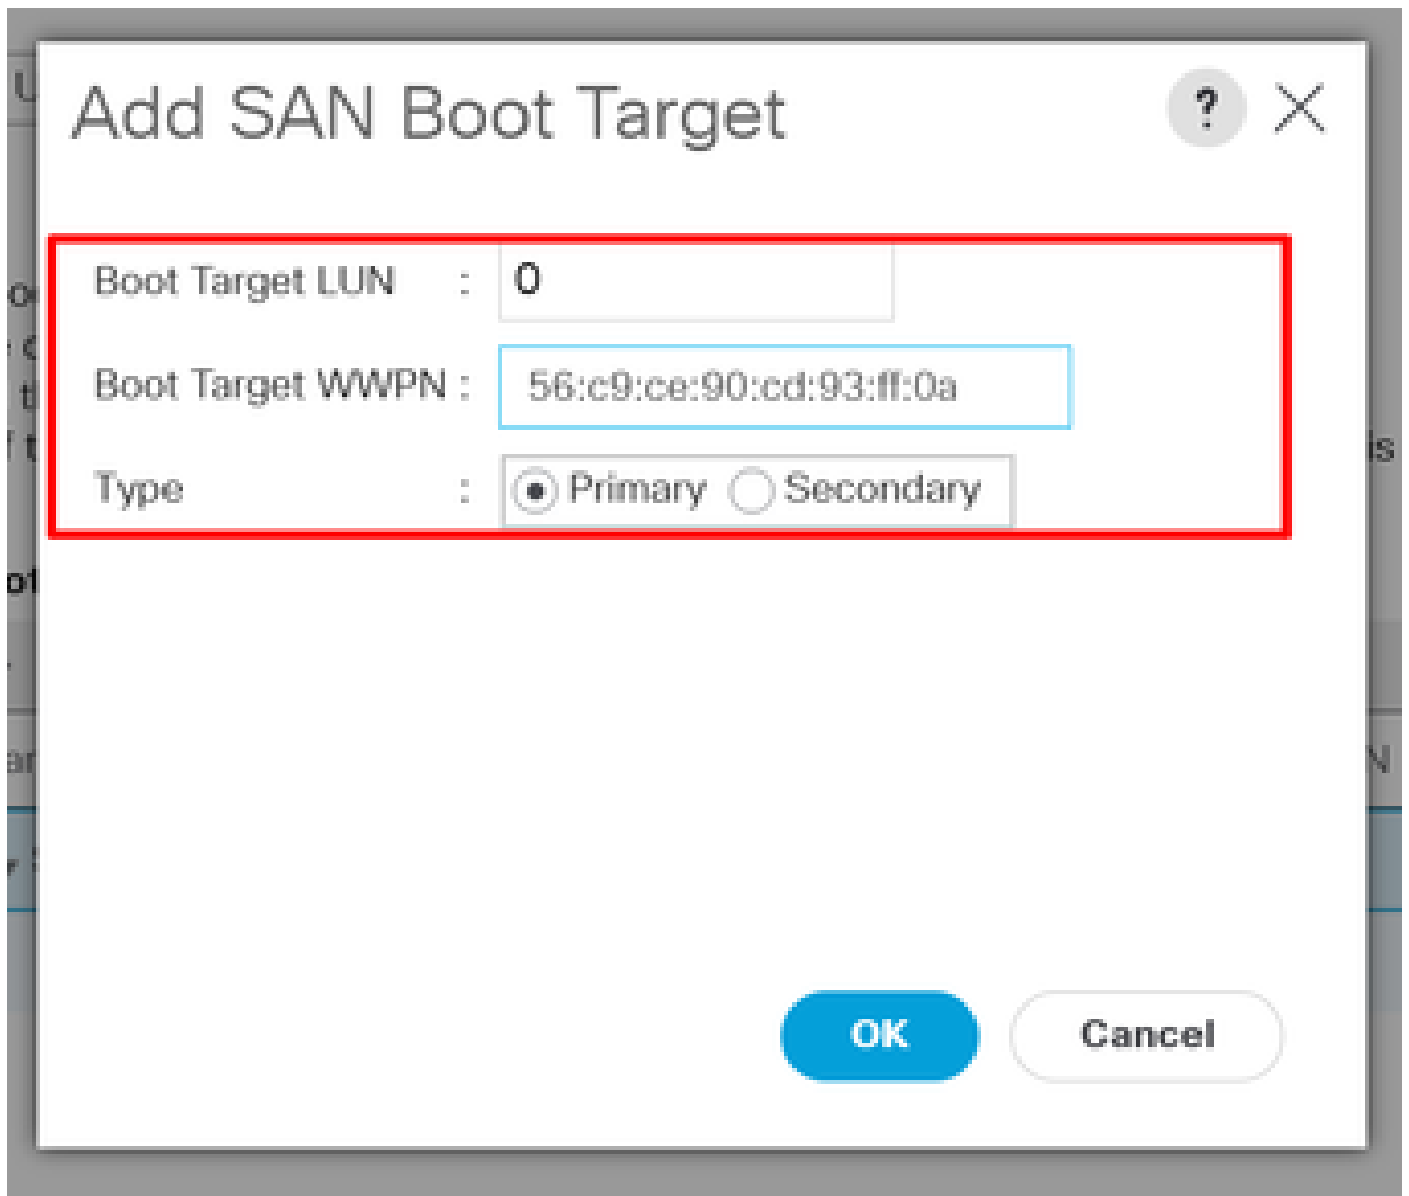 Add SAN Boot Target
?
Boot Target LUN : 0
Boot Target WWPN : 56:c9:ce:90:cd:93:ff:0a
Type : Primary Secondary
OK Cancel